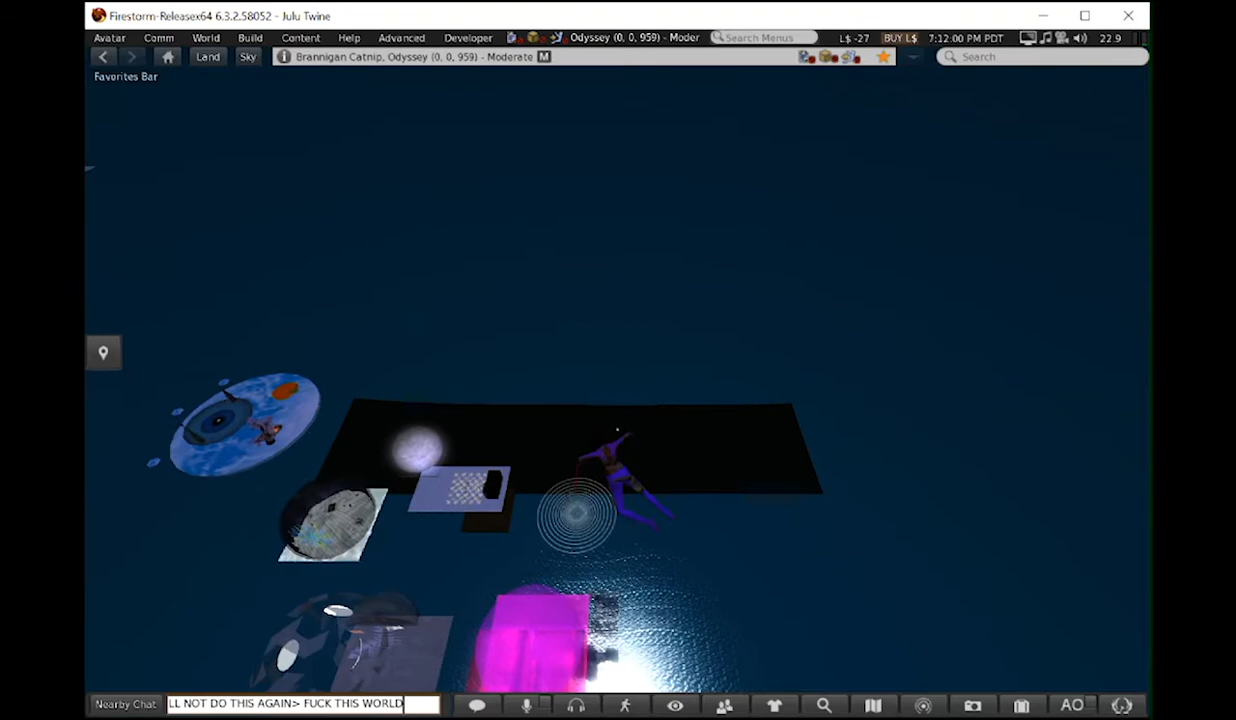 Firestorm-Releasex64 6.3.2.58052 - Julu Twine
Avatar Comm World Build Content Help Advanced Developer Odyssey (0, 0, 959) - Moder Search Menus L$ -27 BUY L$ 7:12:00 PM PDT 22.9
Land Sky Brannigan Catnip, Odyssey (0, 0, 959) - Moderate M Search
Favorites Bar
Nearby Chat LL NOT DO THIS AGAIN> FUCK THIS WORLD AO